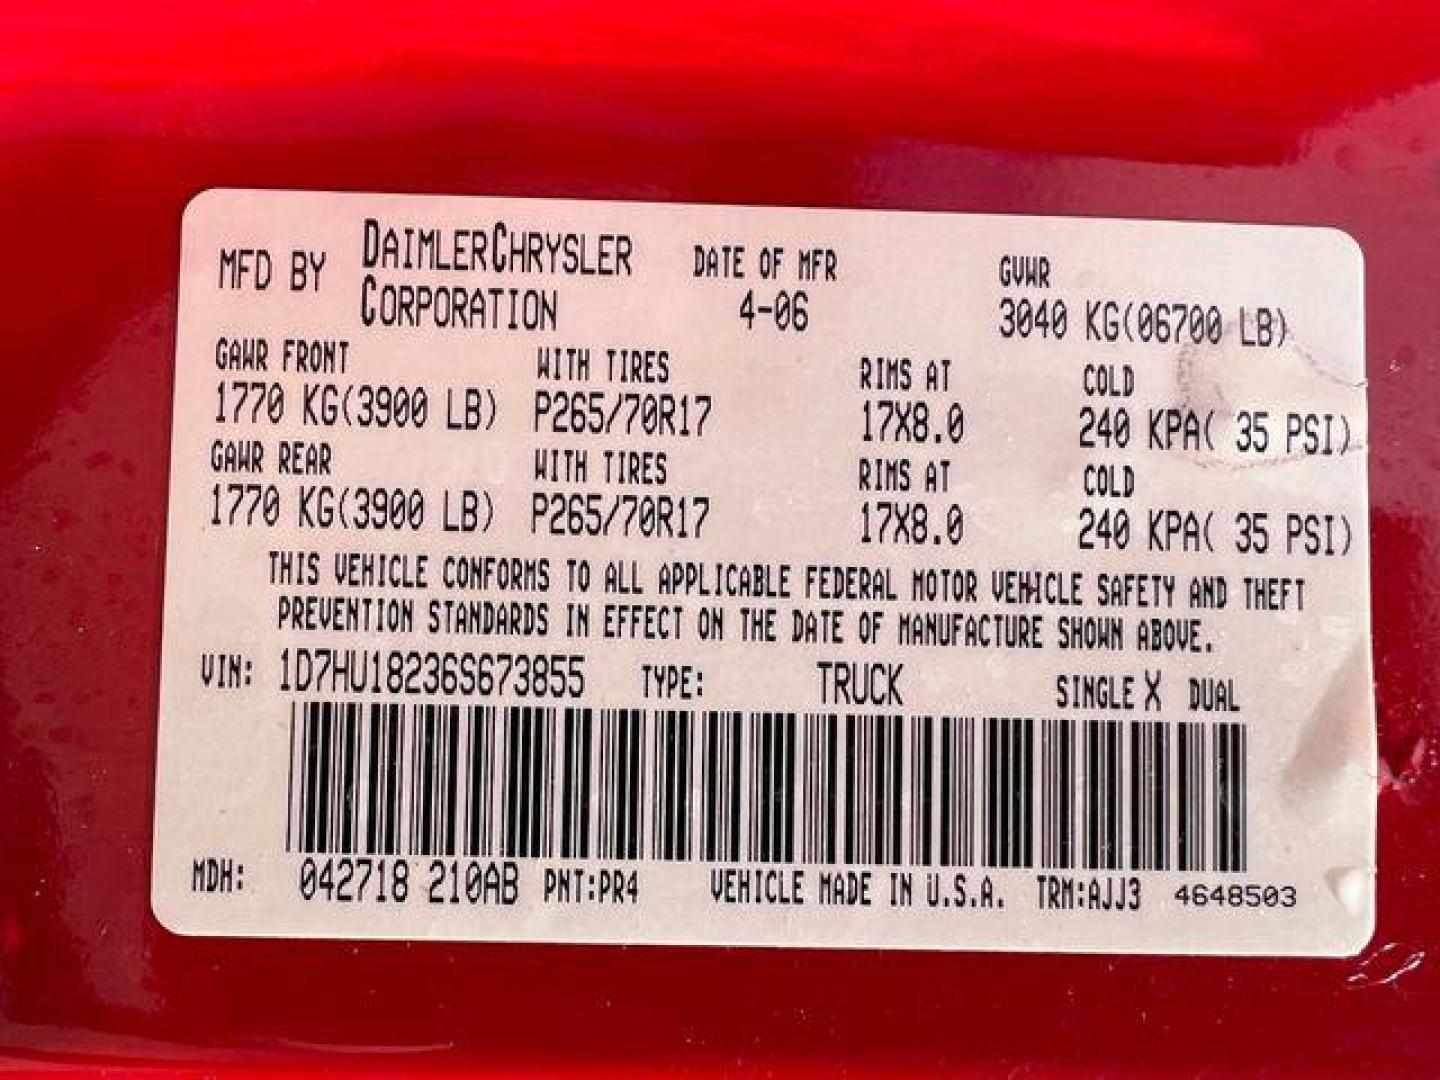 MFD BY DAIMLERCHRYSLER CORPORATION DATE OF MFR 4-06 GVWR 3040 KG(06700 LB)
GAWR FRONT WITH TIRES RIMS AT COLD
1770 KG(3900 LB) P265/70R17 17X8.0 240 KPA( 35 PSI)
GAWR REAR WITH TIRES RIMS AT COLD
1770 KG(3900 LB) P265/70R17 17X8.0 240 KPA( 35 PSI)
THIS VEHICLE CONFORMS TO ALL APPLICABLE FEDERAL MOTOR VEHICLE SAFETY AND THEFT
PREVENTION STANDARDS IN EFFECT ON THE DATE OF MANUFACTURE SHOWN ABOVE.
VIN: 1D7HU18236S673855 TYPE: TRUCK SINGLE X DUAL
MDH: 042718 210AB PNT:PR4 VEHICLE MADE IN U.S.A. TRM:AJJ3 4648503